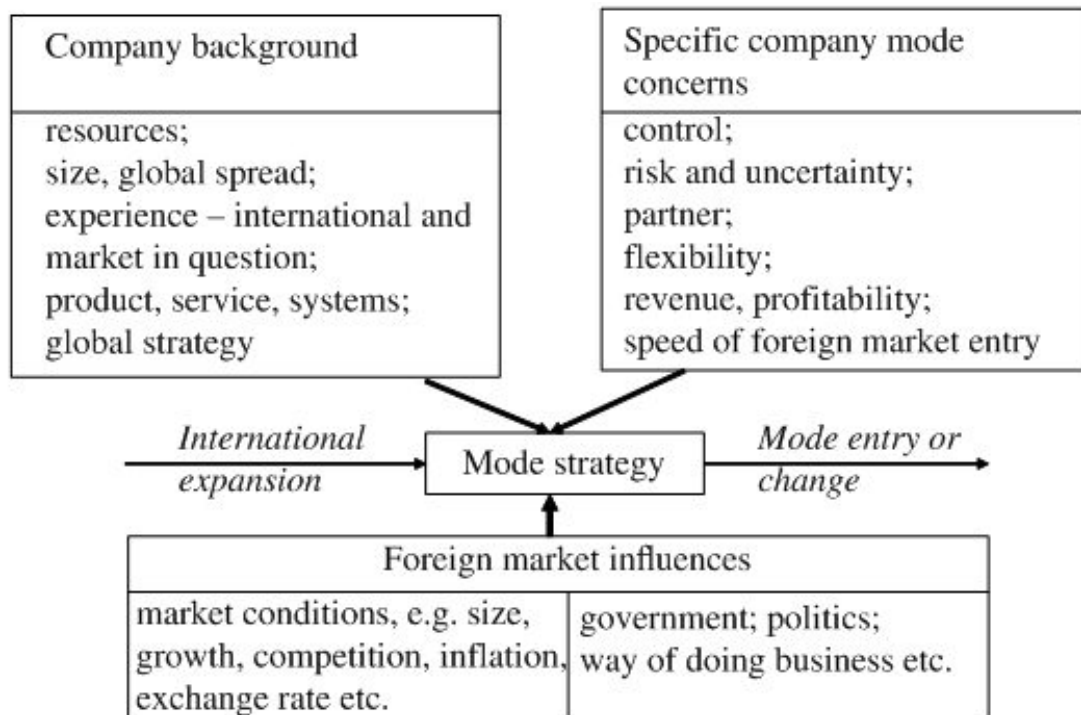 Company background
resources;
size, global spread;
experience – international and
market in question;
product, service, systems;
global strategy
Specific company mode
concerns
control;
risk and uncertainty;
partner;
flexibility;
revenue, profitability;
speed of foreign market entry
International
expansion
Mode strategy
Mode entry or
change
Foreign market influences
market conditions, e.g. size,
growth, competition, inflation,
exchange rate etc.
government; politics;
way of doing business etc.